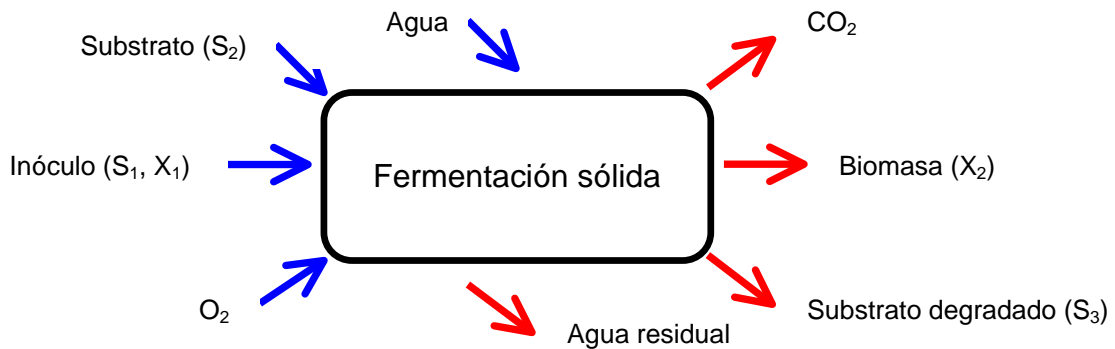 Agua
CO₂
Substrato (S₂)
Inóculo (S₁, X₁)
Fermentación sólida
Biomasa (X₂)
O₂
Substrato degradado (S₃)
Agua residual